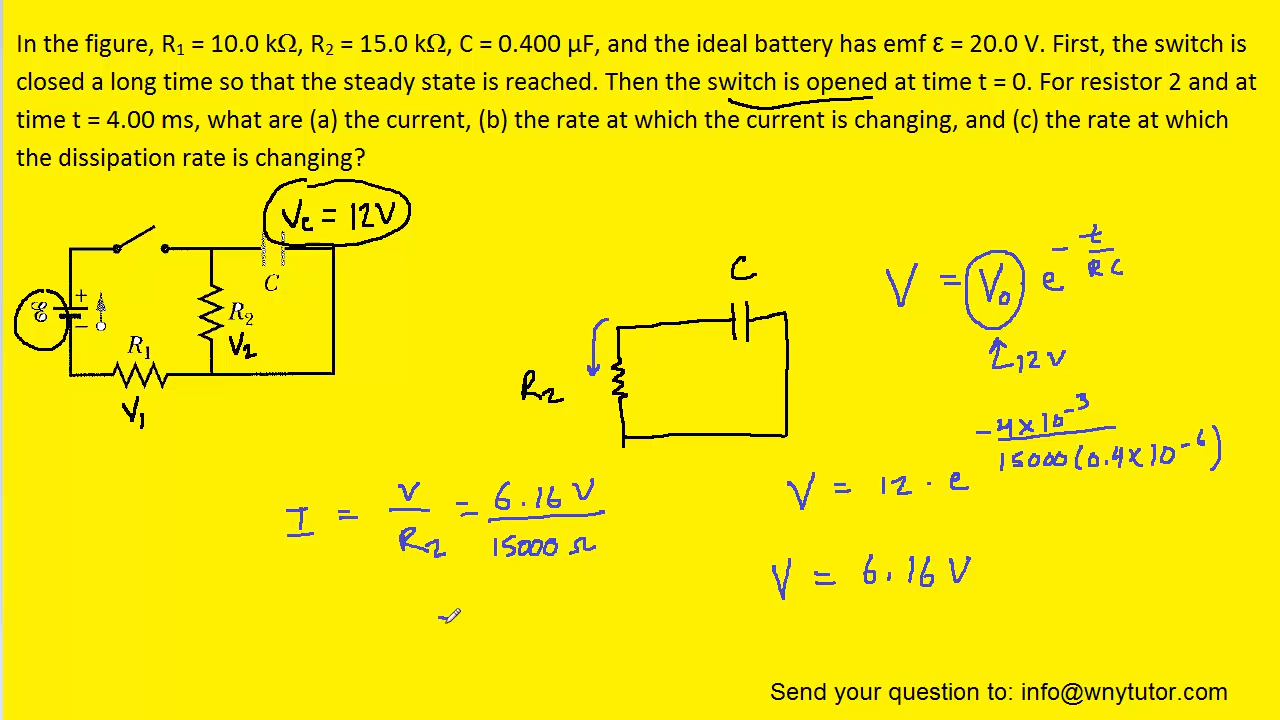 In the figure, R₁ = 10.0 kΩ, R₂ = 15.0 kΩ, C = 0.400 μF, and the ideal battery has emf ε = 20.0 V. First, the switch is
closed a long time so that the steady state is reached. Then the switch is opened at time t = 0. For resistor 2 and at
time t = 4.00 ms, what are (a) the current, (b) the rate at which the current is changing, and (c) the rate at which
the dissipation rate is changing?
Vc = 12V
C
+
ℰ
−
R₂
V₂
R₁
V₁
C
R₂
V = V₀ e^(-t/RC)
12V
V = 12 · e^(-4×10⁻³/15000(0.4×10⁻⁶))
I = V/R₂ = 6.16 V/15000 Ω
V = 6.16 V
Send your question to: info@wnytutor.com